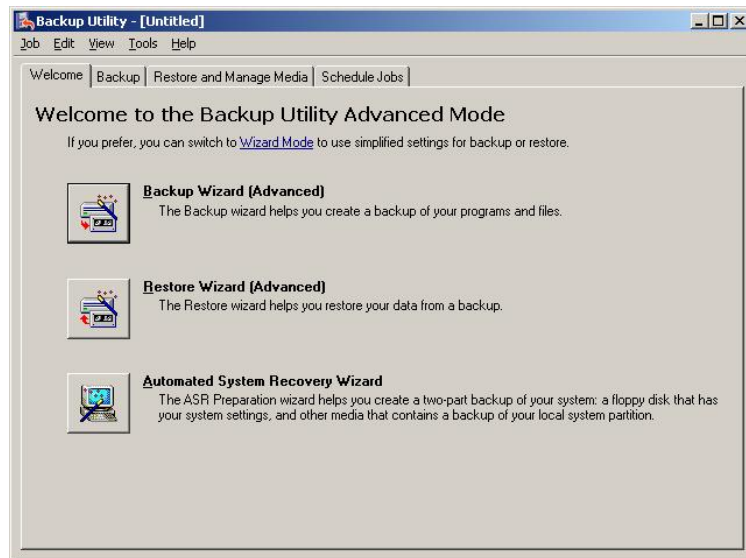 Backup Utility - [Untitled]
Job Edit View Tools Help
Welcome Backup Restore and Manage Media Schedule Jobs
Welcome to the Backup Utility Advanced Mode
If you prefer, you can switch to Wizard Mode to use simplified settings for backup or restore.
Backup Wizard (Advanced)
The Backup wizard helps you create a backup of your programs and files.
Restore Wizard (Advanced)
The Restore wizard helps you restore your data from a backup.
Automated System Recovery Wizard
The ASR Preparation wizard helps you create a two-part backup of your system: a floppy disk that has
your system settings, and other media that contains a backup of your local system partition.